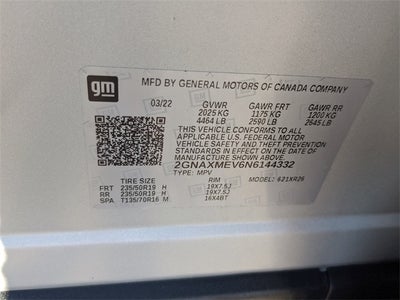 gm
MFD BY GENERAL MOTORS OF CANADA COMPANY
03/22 GVWR GAWR FRT GAWR RR
2025 KG 1175 KG 1200 KG
4464 LB 2590 LB 2645 LB
THIS VEHICLE CONFORMS TO ALL
APPLICABLE U.S. FEDERAL MOTOR
VEHICLE SAFETY AND THEFT PREVENTION
STANDARDS IN EFFECT ON THE DATE OF
MANUFACTURE SHOWN ABOVE.
2GNAXMEV6N6144332
TYPE: MPV MODEL: 621XR26
TIRE SIZE RIM
FRT 235/50R19 H 19X7.5J
RR 235/50R19 H 19X7.5J
SPA T135/70R16 M 16X4BT